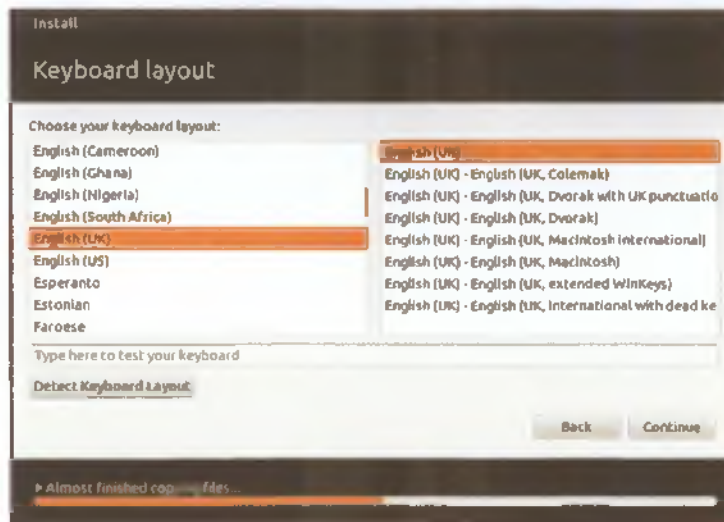 Install
Keyboard layout
Choose your keyboard layout:
English (Cameroon)
English (Ghana)
English (Nigeria)
English (South Africa)
English (UK)
English (US)
Esperanto
Estonian
Faroese
English (UK)
English (UK) - English (UK, Colemak)
English (UK) - English (UK, Dvorak with UK punctuatio
English (UK) - English (UK, Dvorak)
English (UK) - English (UK, Macintosh international)
English (UK) - English (UK, Macintosh)
English (UK) - English (UK, extended WinKeys)
English (UK) - English (UK, international with dead ke
Type here to test your keyboard
Detect Keyboard Layout
Back Continue
Almost finished copying files...